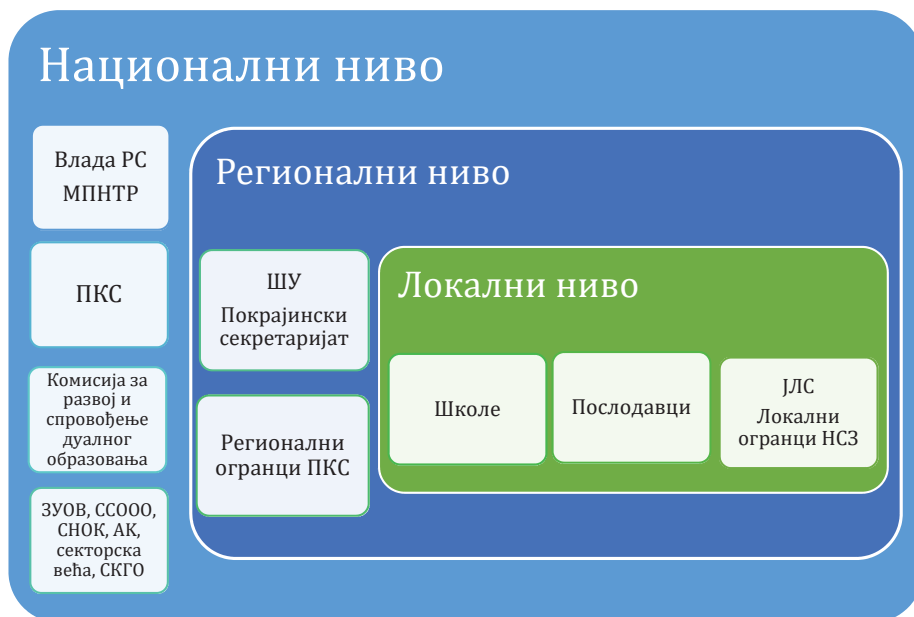 Национални ниво
Влада РС
МПНТР
ПКС
Комисија за
развој и
спровођење
дуалног
образовања
ЗУОВ, ССООО,
СНОК, АК,
секторска
већа, СКГО
Регионални ниво
ШУ
Покрајински
секретаријат
Регионални
огранци ПКС
Локални ниво
Школе
Послодавци
ЈЛС
Локални
огранци НСЗ